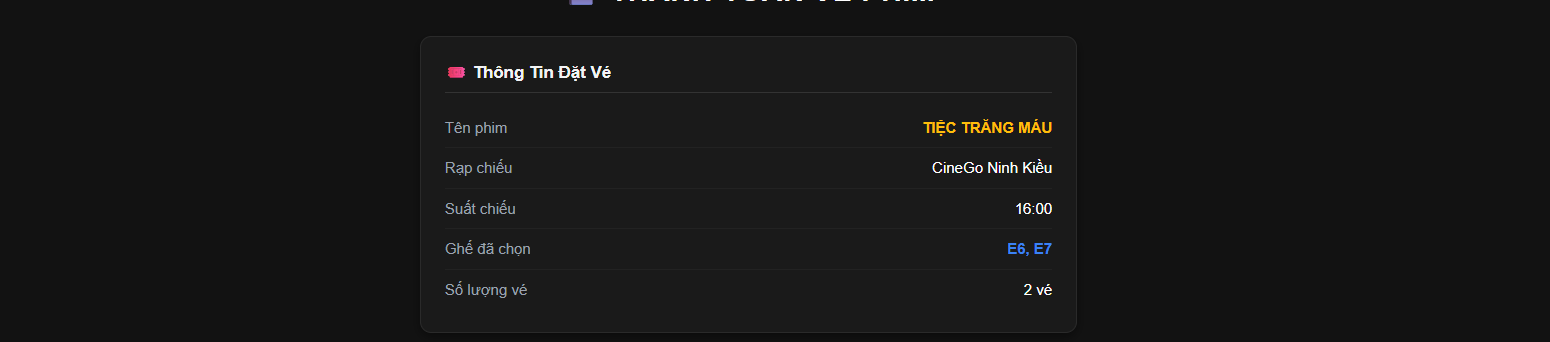 Thông Tin Đặt Vé
Tên phim TIỆC TRĂNG MÁU
Rạp chiếu CineGo Ninh Kiều
Suất chiếu 16:00
Ghế đã chọn E6, E7
Số lượng vé 2 vé